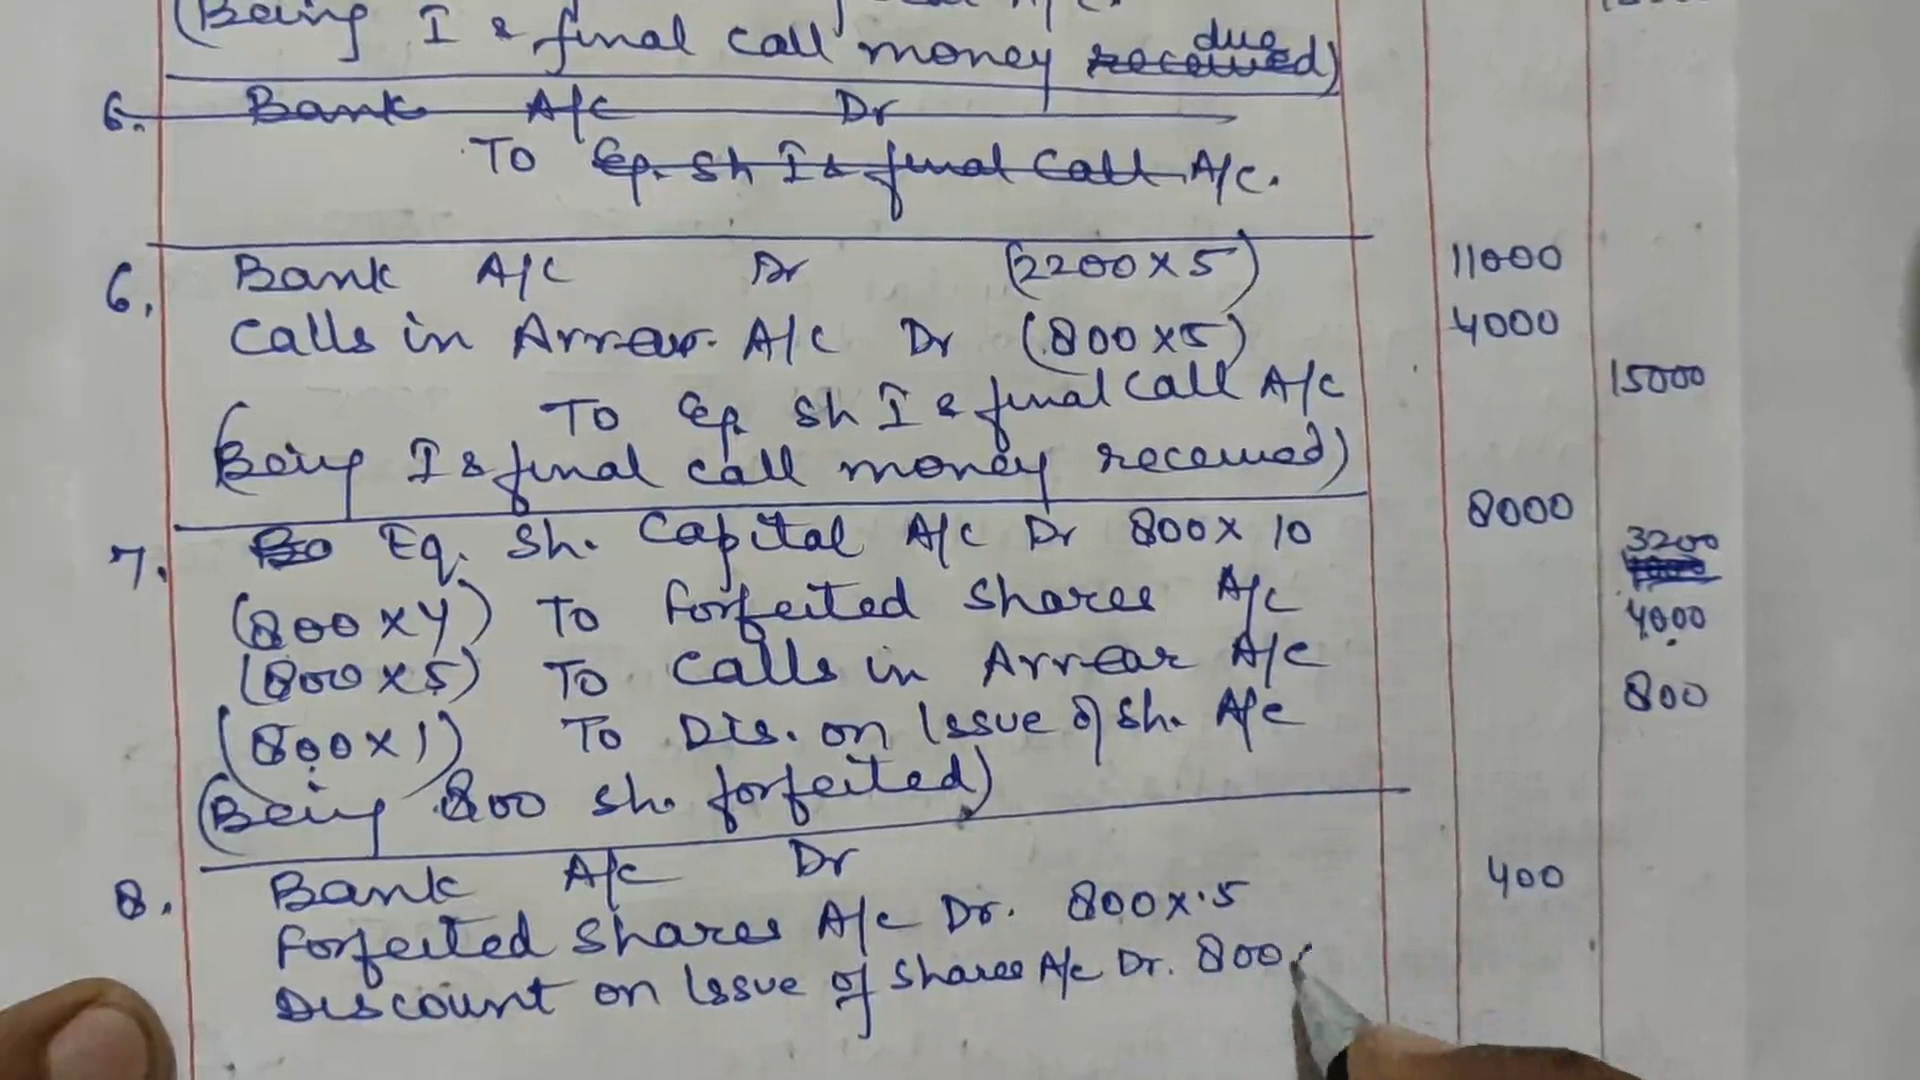 (Being I & final call money received due)
6. Bank A/c Dr
To Eq. Sh I & final Call A/c.
6. Bank A/c Dr (2200 x 5) 11000
Calls in Arrear A/c Dr (800 x 5) 4000
To Eq. Sh I & final Call A/c 15000
(Being I & final call money received)
7. Eq. Sh. Capital A/c Dr 800 x 10 8000
(800 x 4) To Forfeited Shares A/c 3200
(800 x 5) To Calls in Arrear A/c 4000
(800 x 1) To Dis. on Issue of Sh. A/c 800
(Being 800 Sh. forfeited)
8. Bank A/c Dr
Forfeited Shares A/c Dr. 800 x .5 400
Discount on Issue of Shares A/c Dr. 800